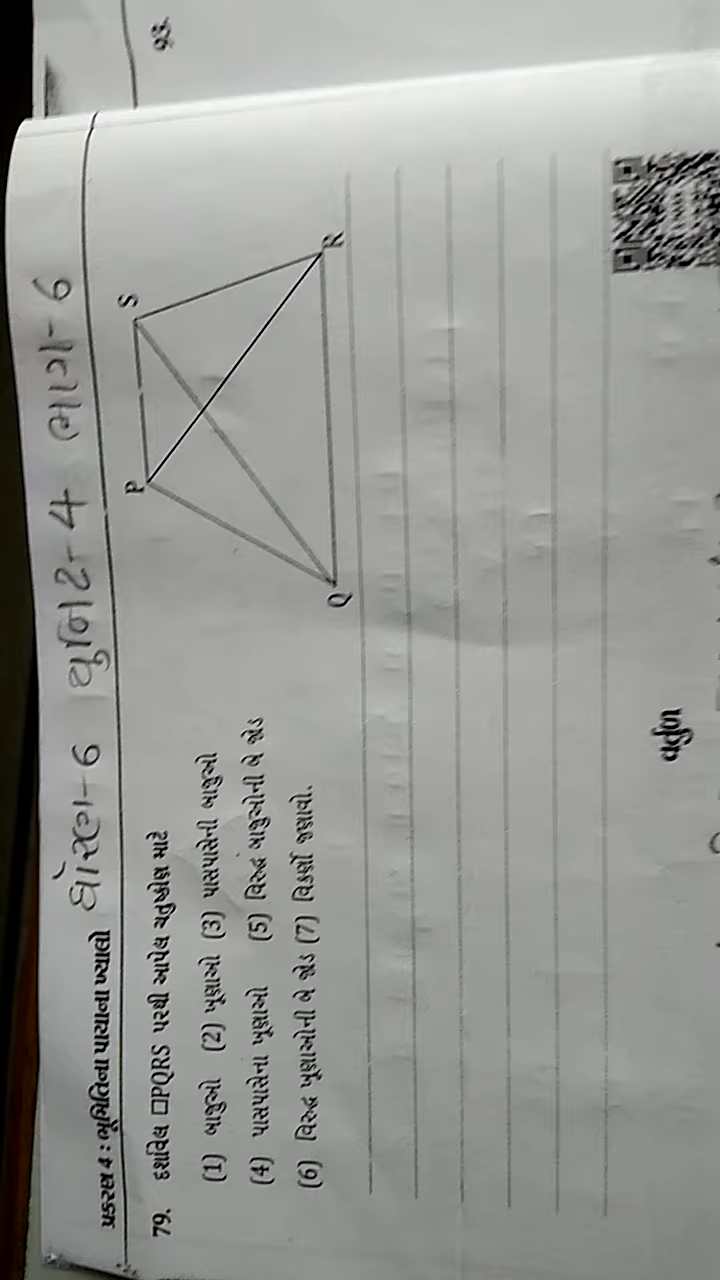 પ્રકરણ 4 : ભૂમિતિના પાયાના ખ્યાલો ધોરણ-6 યુનિટ-4 ભાગ-6
79. દર્શાવેલ □PQRS પરથી આપેલ ચતુષ્કોણ માટે
(1) બાજુઓ (2) ખૂણાઓ (3) પાસપાસેની બાજુઓ
(4) પાસપાસેના ખૂણાઓ (5) વિરુદ્ધ બાજુઓની બે જોડ
(6) વિરુદ્ધ ખૂણાઓની બે જોડ (7) વિકર્ણો જણાવો.
P S
Q R
વર્તુળ